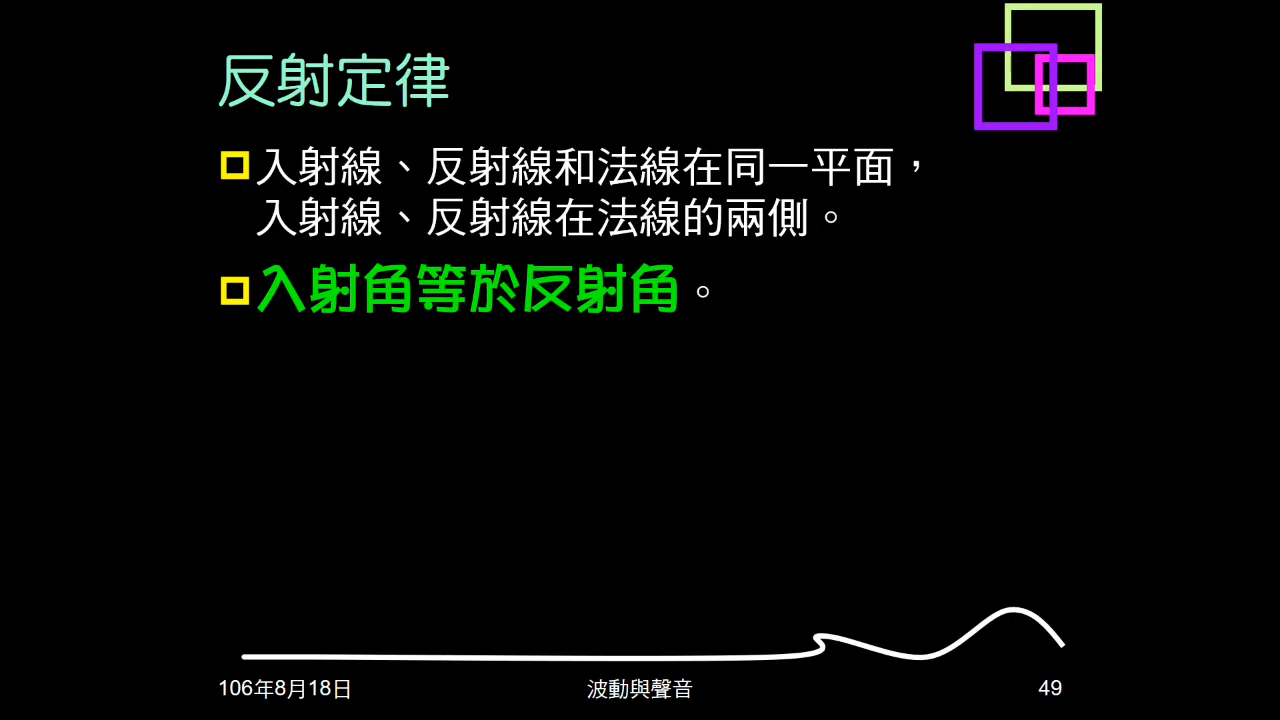 反射定律
入射線、反射線和法線在同一平面，
入射線、反射線在法線的兩側。
入射角等於反射角。
106年8月18日
波動與聲音
49